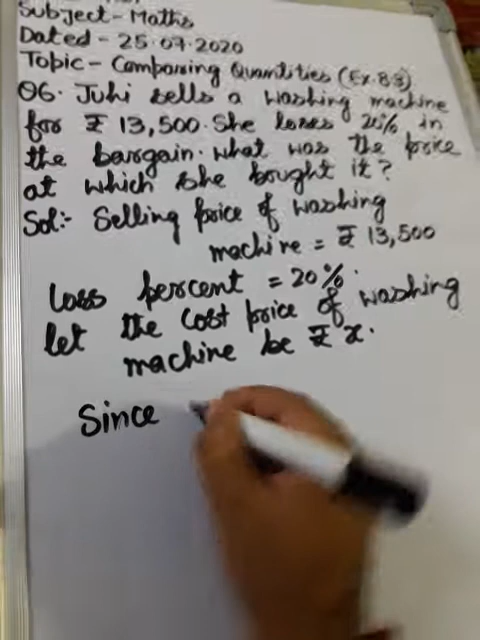 Subject - Maths
Dated - 25.07.2020
Topic - Comparing Quantities (Ex. 8.3)
Q6. Juhi sells a washing machine
for ₹ 13,500. She loses 20% in
the bargain. What was the price
at which she bought it?
Sol:- Selling price of washing
machine = ₹ 13,500
Loss percent = 20%.
let the cost price of washing
machine be ₹ x.
Since